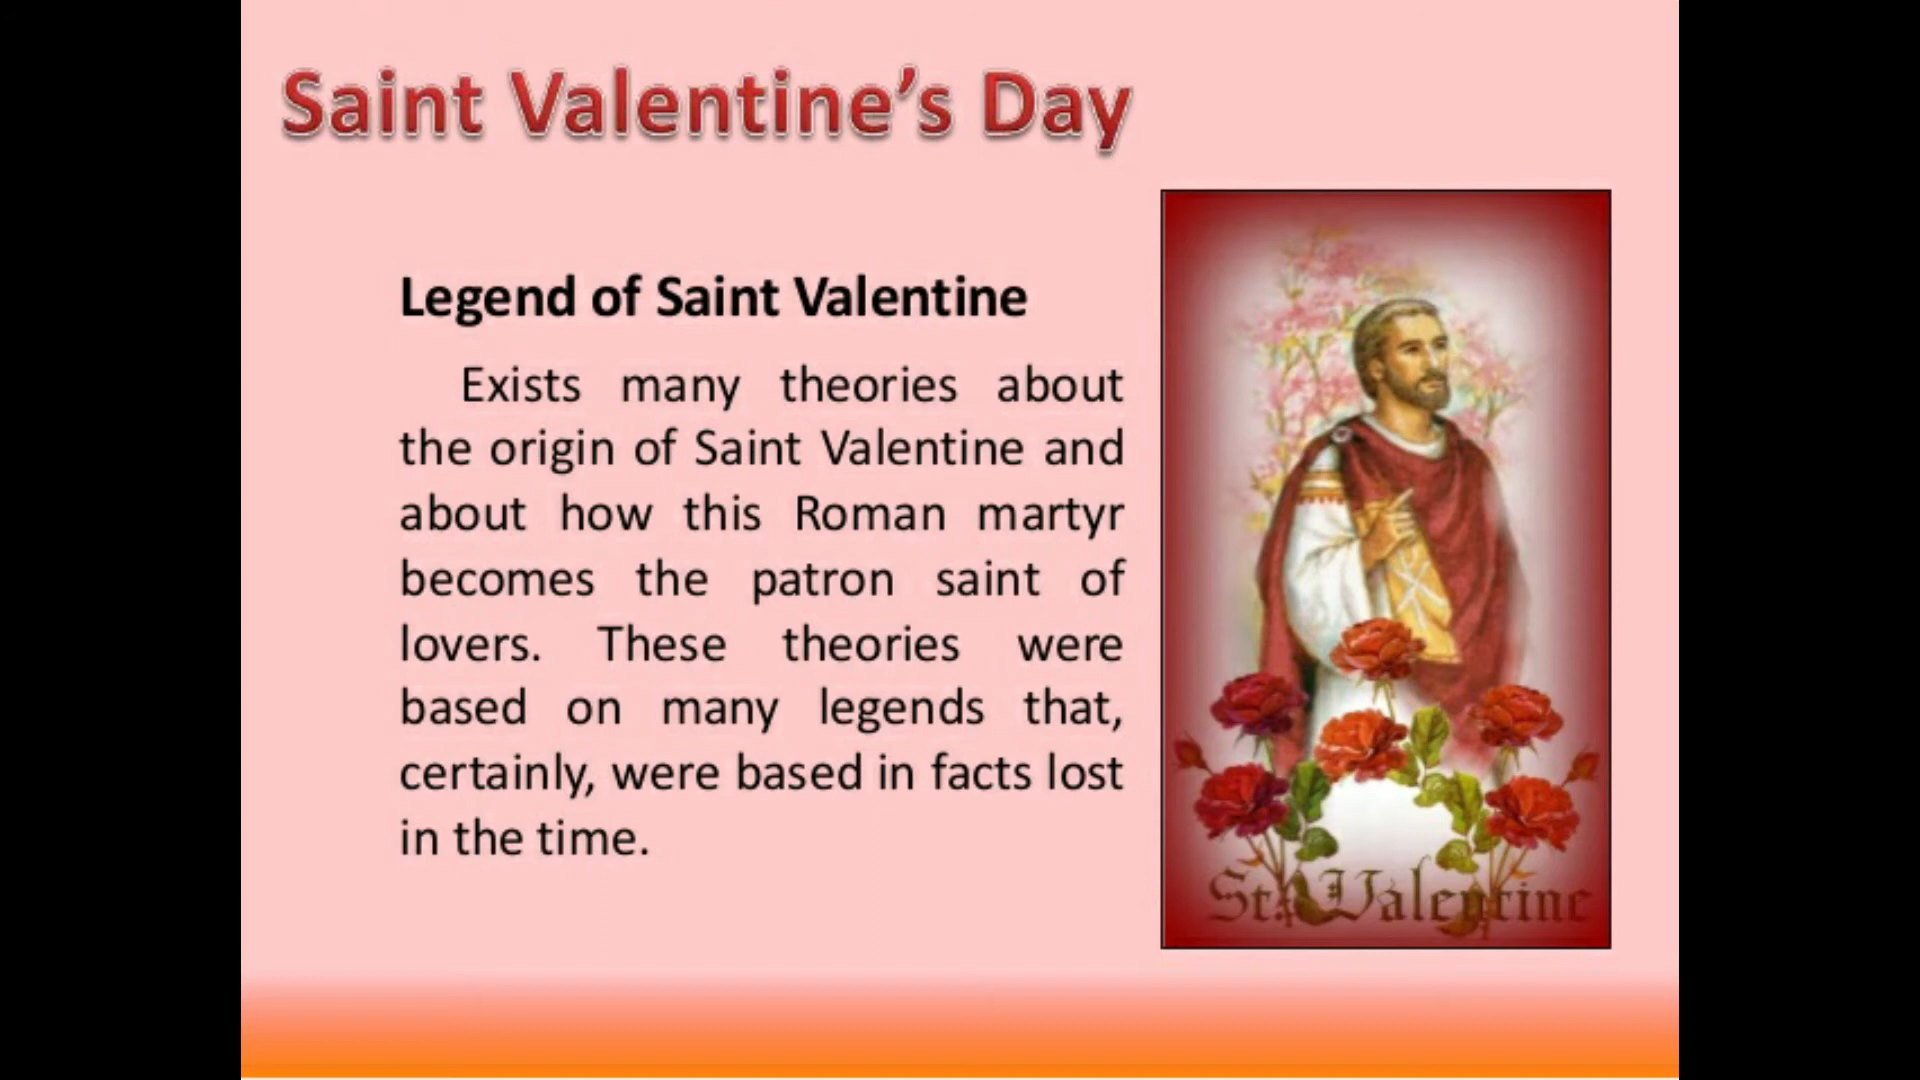 Saint Valentine’s Day
Legend of Saint Valentine
Exists many theories about
the origin of Saint Valentine and
about how this Roman martyr
becomes the patron saint of
lovers. These theories were
based on many legends that,
certainly, were based in facts lost
in the time.
St. Valentine